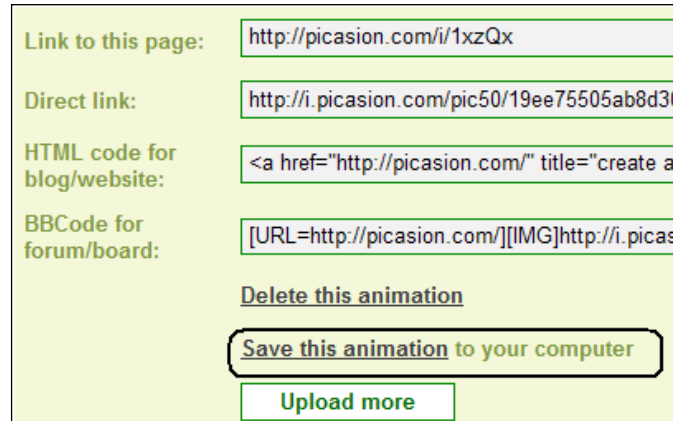 Link to this page:
http://picasion.com/i/1xzQx
Direct link:
http://i.picasion.com/pic50/19ee75505ab8d30
HTML code for
blog/website:
<a href="http://picasion.com/" title="create a
BBCode for
forum/board:
[URL=http://picasion.com/][IMG]http://i.picas
Delete this animation
Save this animation to your computer
Upload more